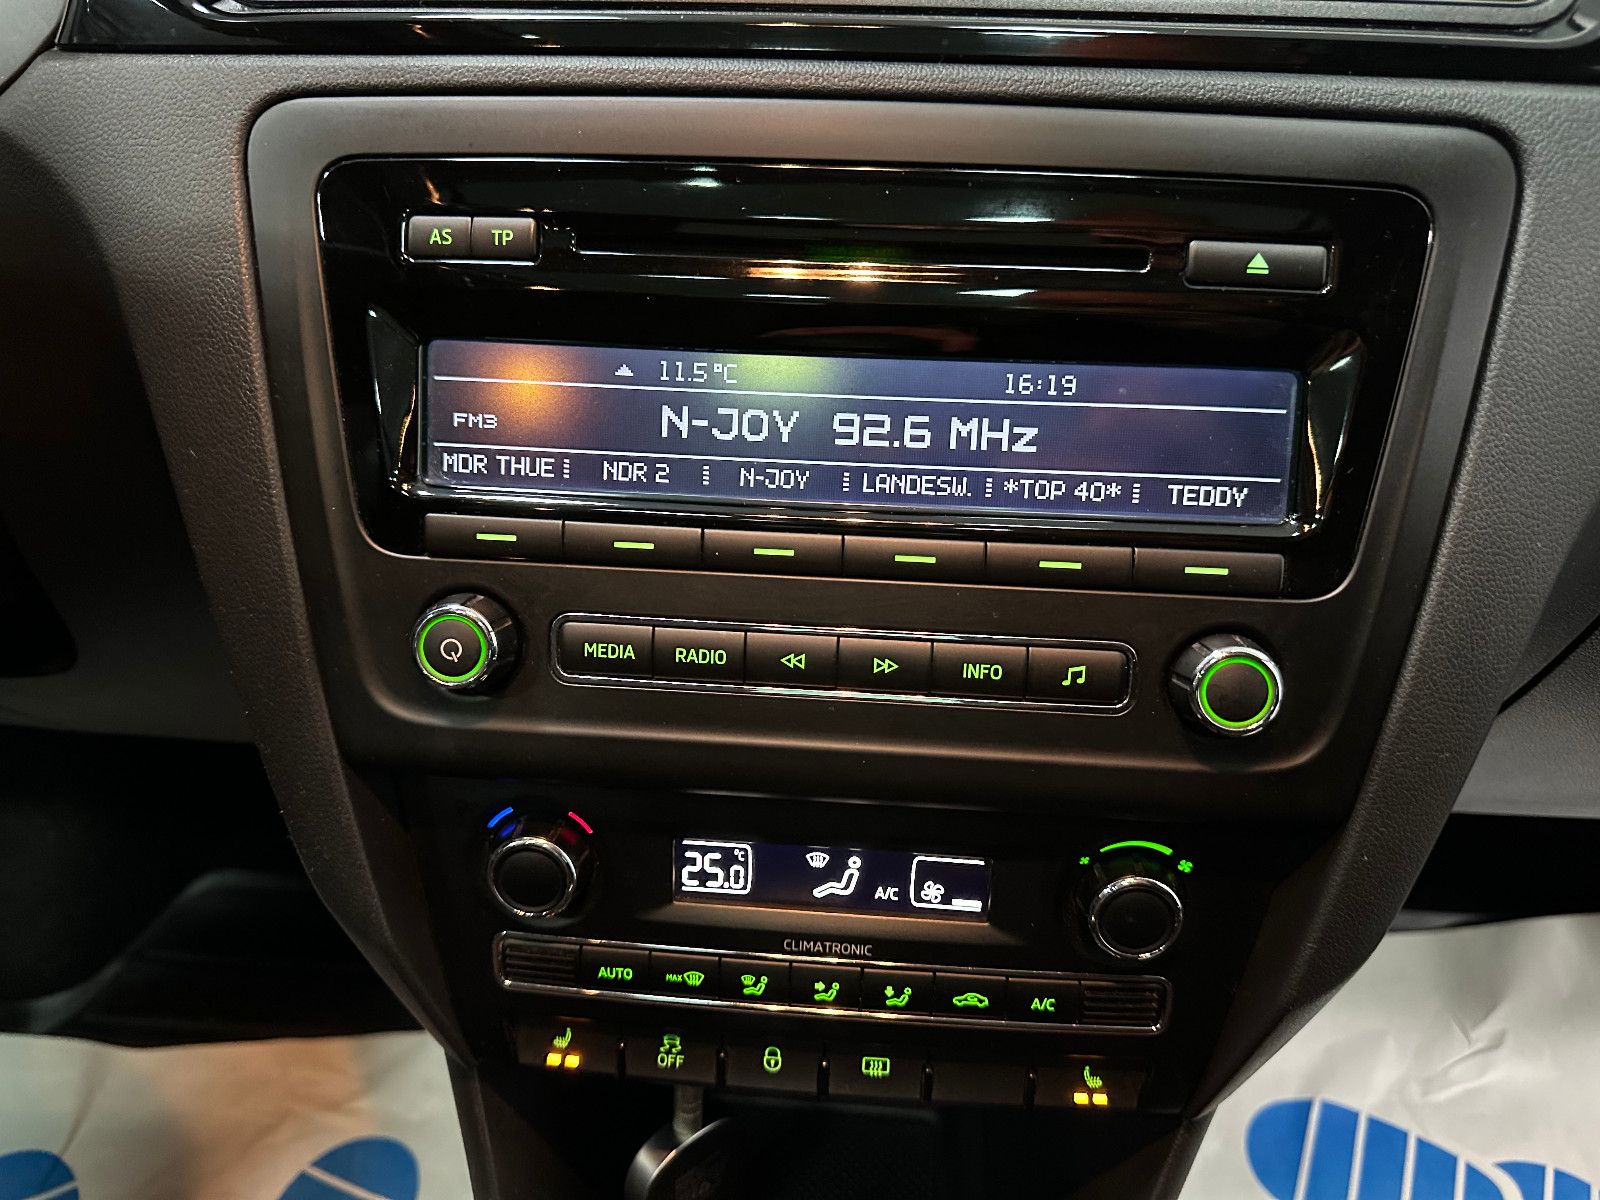 AS TP
11.5°C 16:19
FM3 N-JOY 92.6 MHz
MDR THUE NDR 2 N-JOY LANDESW. *TOP 40* TEDDY
MEDIA RADIO INFO
25.0 °C A/C
CLIMATRONIC
AUTO MAX A/C
OFF